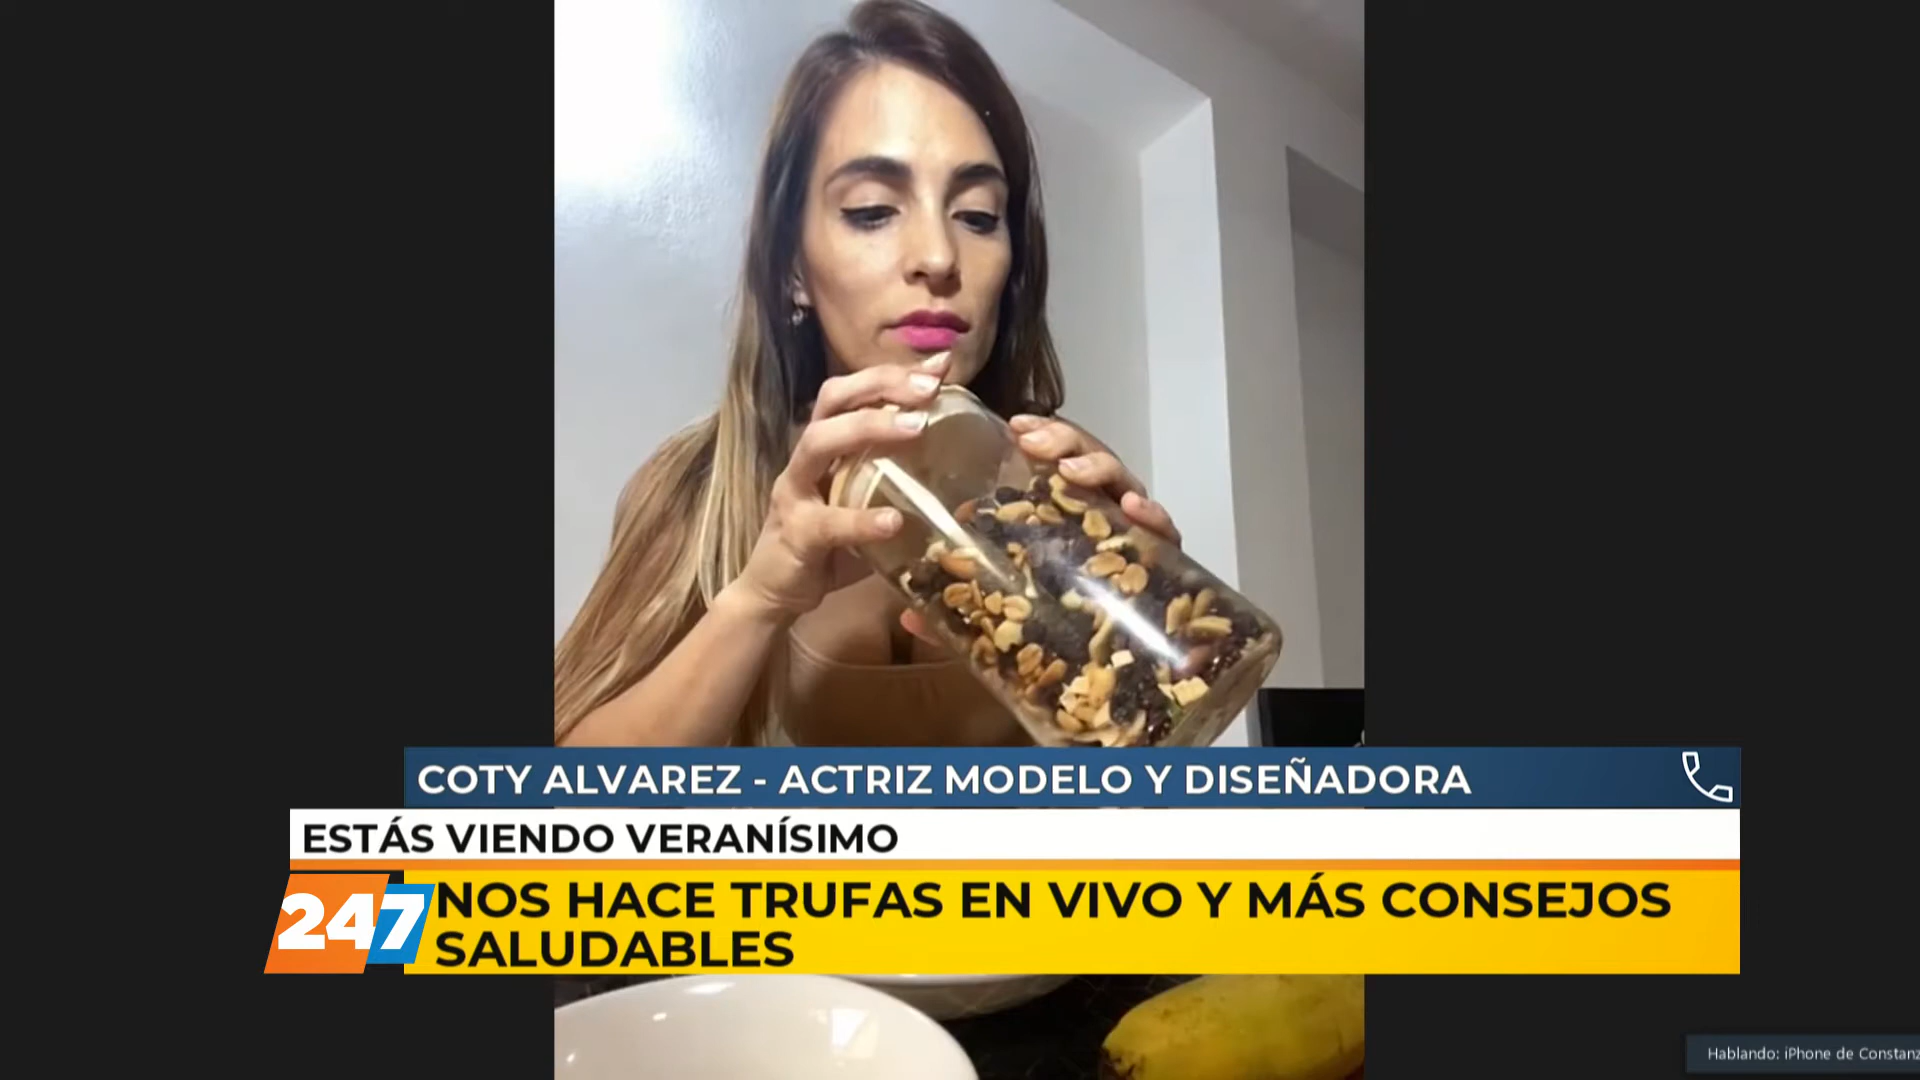 COTY ALVAREZ - ACTRIZ MODELO Y DISEÑADORA
ESTÁS VIENDO VERANÍSIMO
247
NOS HACE TRUFAS EN VIVO Y MÁS CONSEJOS
SALUDABLES
Hablando: iPhone de Constanz